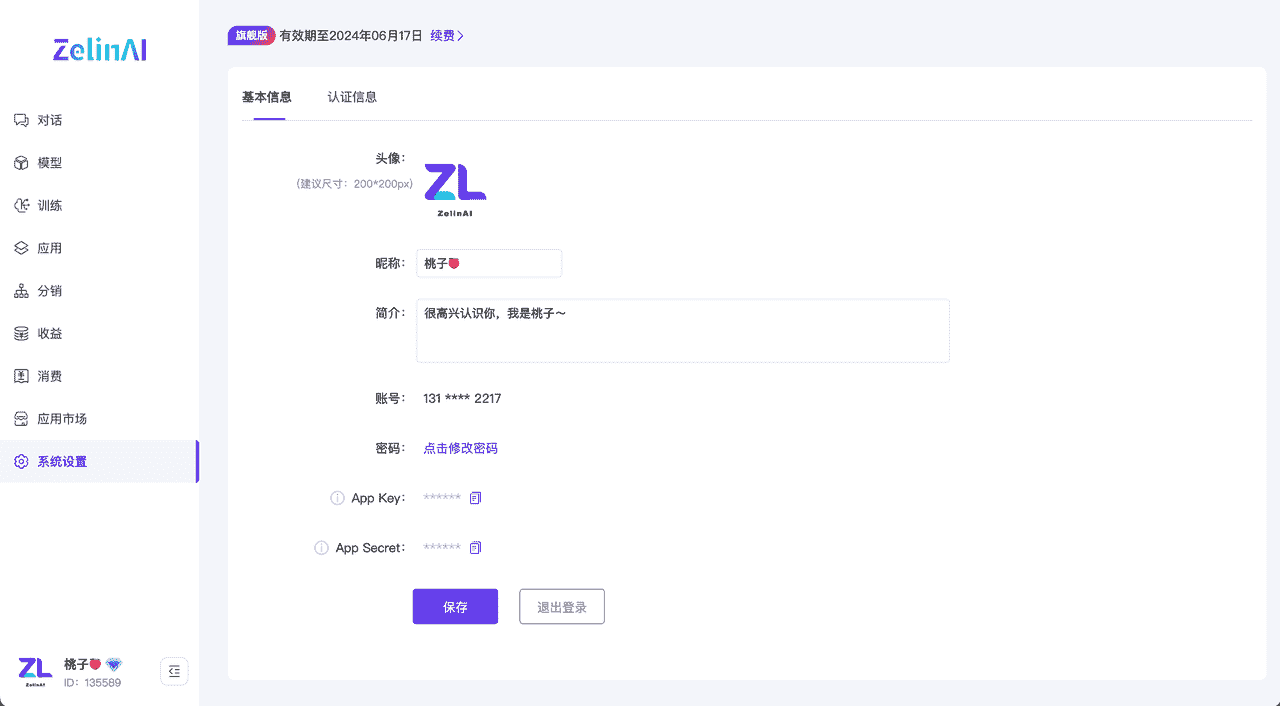 ZelinAI
对话
模型
训练
应用
分销
收益
消费
应用市场
系统设置
桃子
ID: 135589
旗舰版 有效期至2024年06月17日 续费
基本信息 认证信息
头像：
(建议尺寸：200*200px)
ZL
ZelinAI
昵称： 桃子
简介： 很高兴认识你，我是桃子～
账号： 131 **** 2217
密码： 点击修改密码
App Key： ******
App Secret： ******
保存 退出登录
ZL
ZelinAI